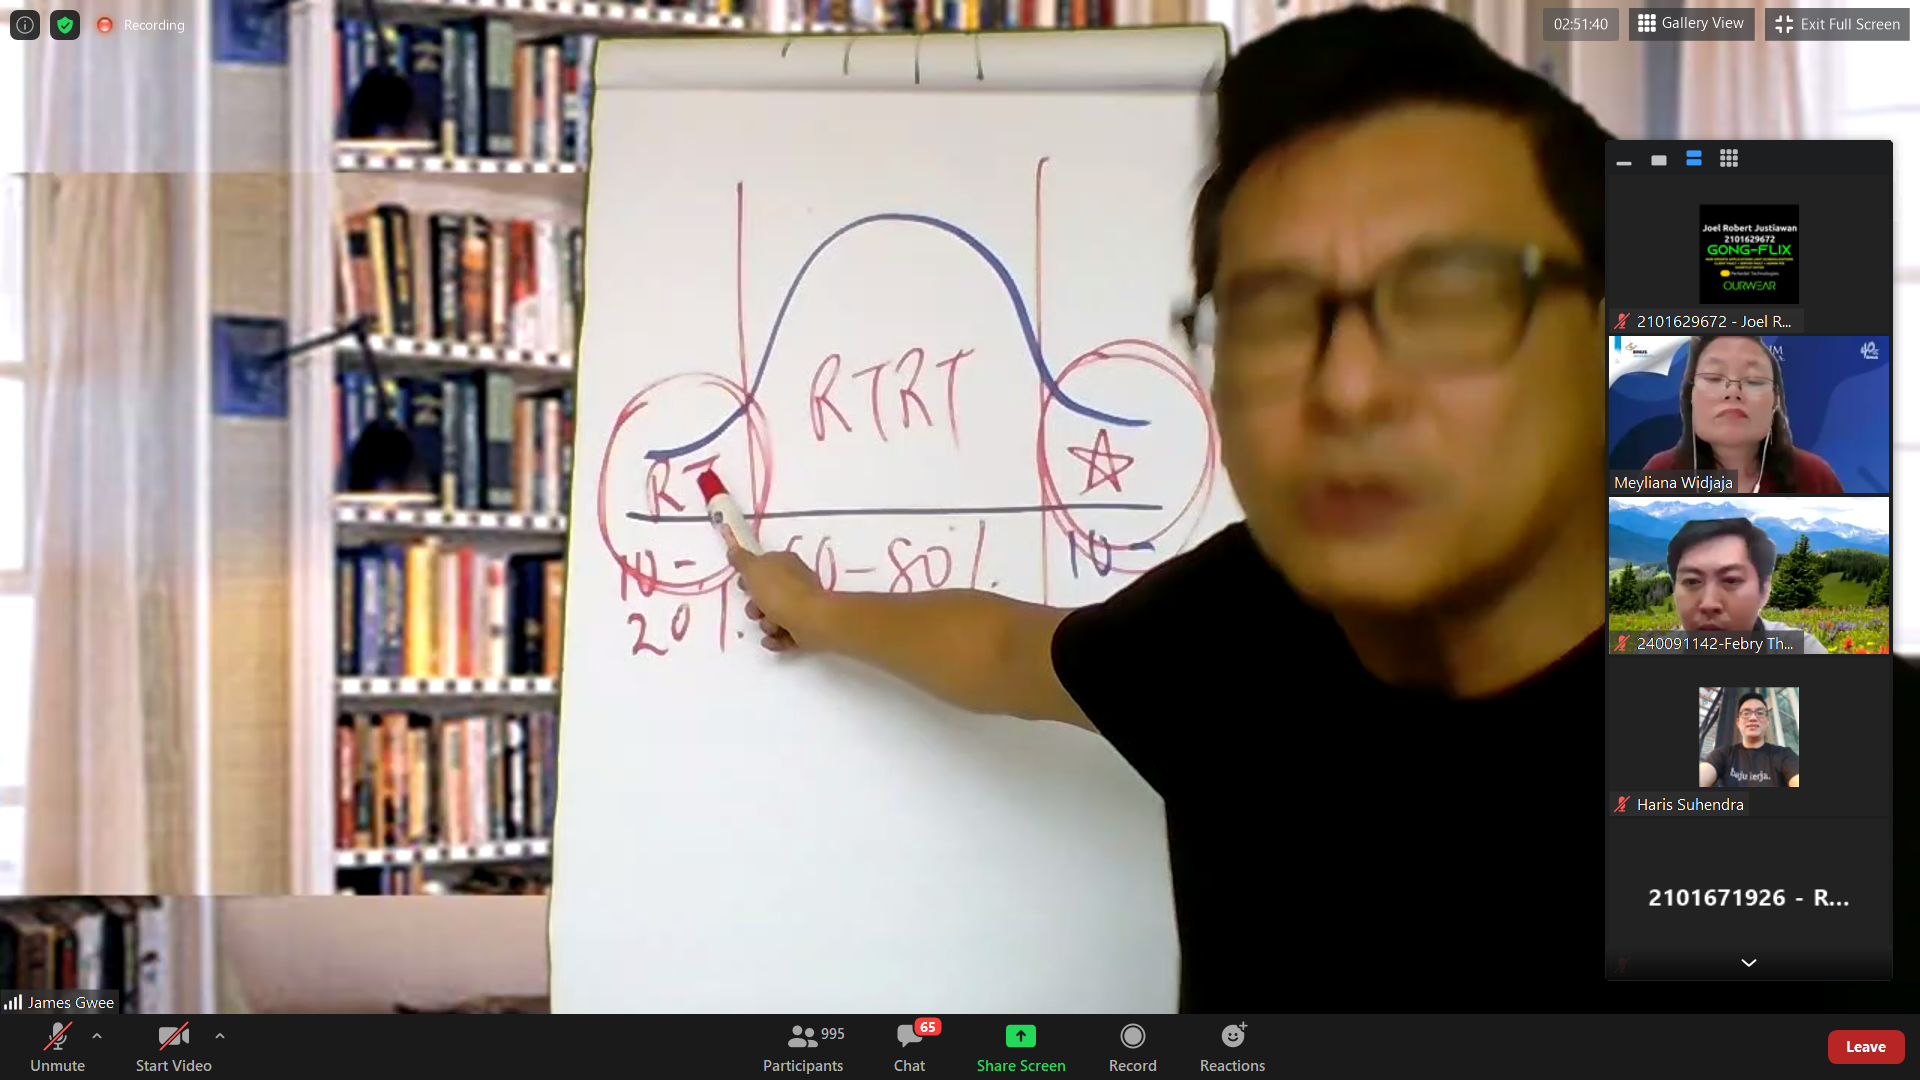 Recording
02:51:40
Gallery View
Exit Full Screen
RTRT
RT
10-
20%
60-80%
10-
Joel Robert Justiawan
2101629672
GONG-FLIX
OURWEAR
2101629672 - Joel R...
Meyliana Widjaja
240091142-Febry Th...
Haris Suhendra
2101671926 - R...
James Gwee
Unmute
Start Video
995
Participants
65
Chat
Share Screen
Record
Reactions
Leave